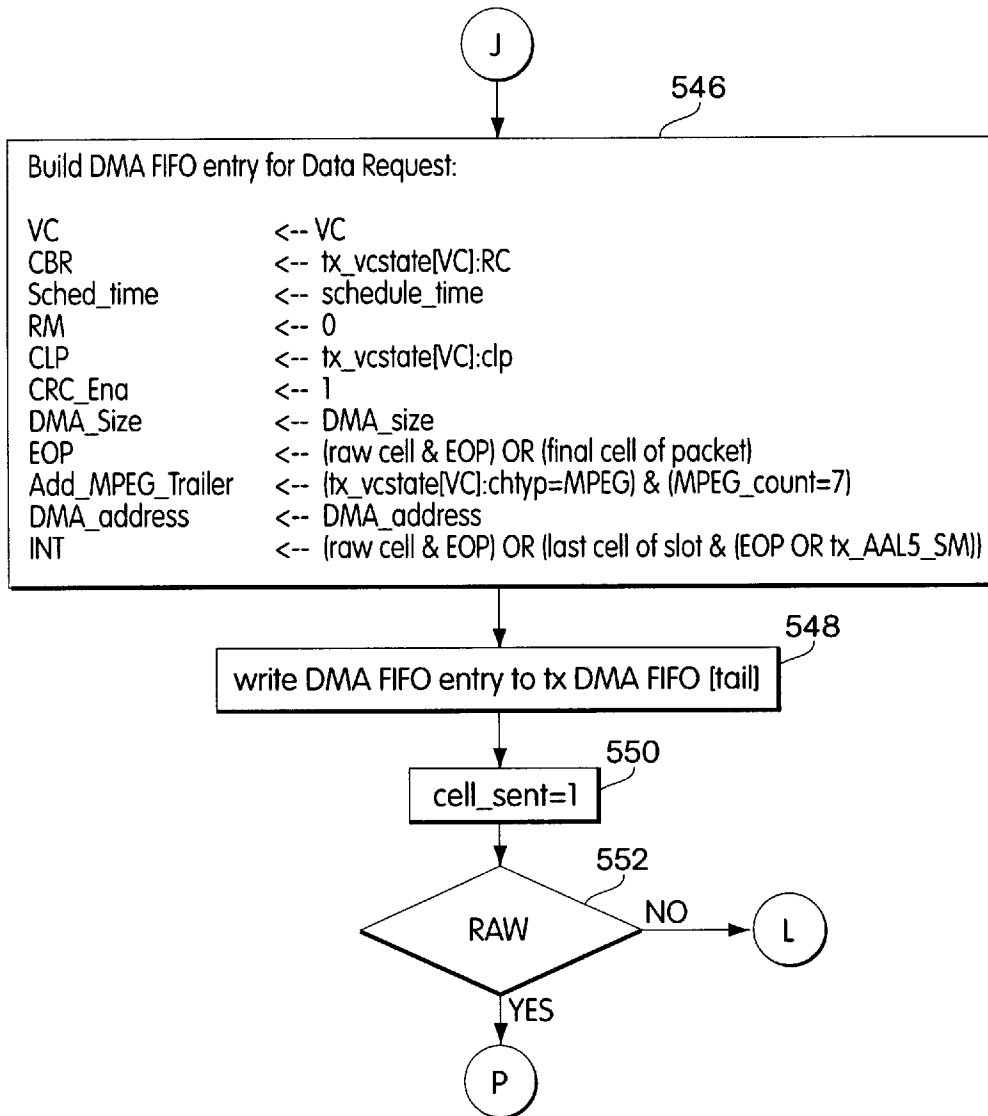 J
546
Build DMA FIFO entry for Data Request:
VC <-- VC
CBR <-- tx_vcstate[VC]:RC
Sched_time <-- schedule_time
RM <-- 0
CLP <-- tx_vcstate[VC]:clp
CRC_Ena <-- 1
DMA_Size <-- DMA_size
EOP <-- (raw cell & EOP) OR (final cell of packet)
Add_MPEG_Trailer <-- (tx_vcstate[VC]:chtyp=MPEG) & (MPEG_count=7)
DMA_address <-- DMA_address
INT <-- (raw cell & EOP) OR (last cell of slot & (EOP OR tx_AAL5_SM))
548
write DMA FIFO entry to tx DMA FIFO [tail]
550
cell_sent=1
552
RAW NO L
YES
P